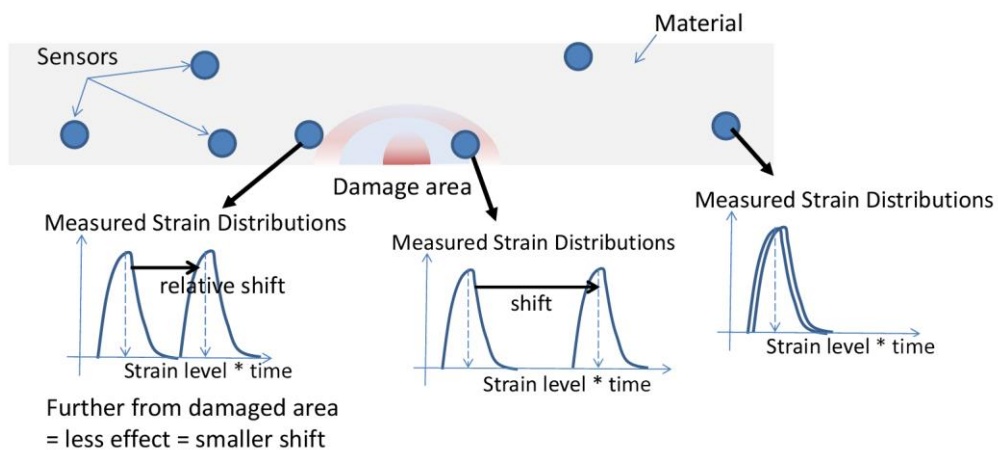 Material
Sensors
Damage area
Measured Strain Distributions
relative shift
Strain level * time
Further from damaged area
= less effect = smaller shift
Measured Strain Distributions
shift
Strain level * time
Measured Strain Distributions
Strain level * time